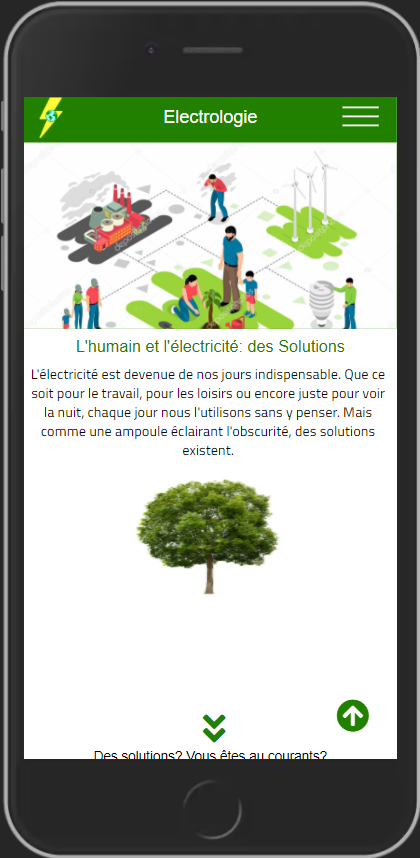 Electrologie
L'humain et l'électricité: des Solutions
L'électricité est devenue de nos jours indispensable. Que ce
soit pour le travail, pour les loisirs ou encore juste pour voir
la nuit, chaque jour nous l'utilisons sans y penser. Mais
comme une ampoule éclairant l'obscurité, des solutions
existent.
Des solutions? Vous êtes au courants?